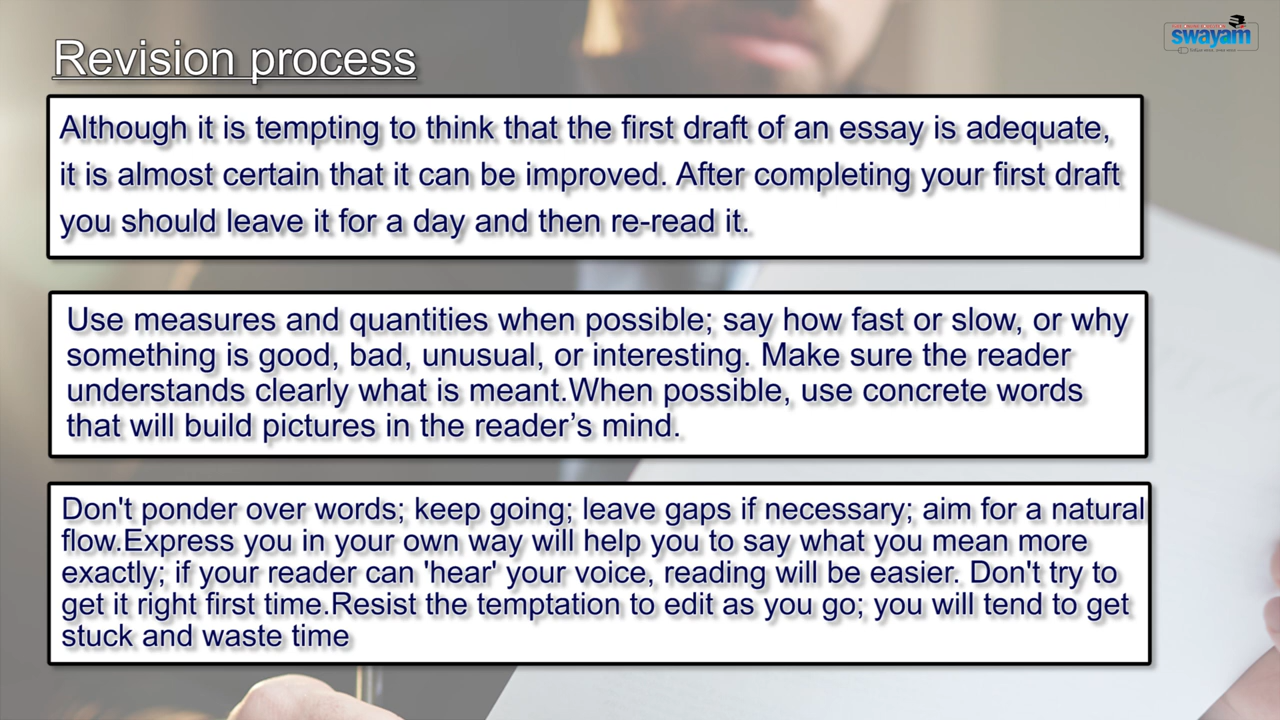 Revision process
swayam
Although it is tempting to think that the first draft of an essay is adequate,
it is almost certain that it can be improved. After completing your first draft
you should leave it for a day and then re-read it.
Use measures and quantities when possible; say how fast or slow, or why
something is good, bad, unusual, or interesting. Make sure the reader
understands clearly what is meant.When possible, use concrete words
that will build pictures in the reader’s mind.
Don't ponder over words; keep going; leave gaps if necessary; aim for a natural
flow.Express you in your own way will help you to say what you mean more
exactly; if your reader can 'hear' your voice, reading will be easier. Don't try to
get it right first time.Resist the temptation to edit as you go; you will tend to get
stuck and waste time